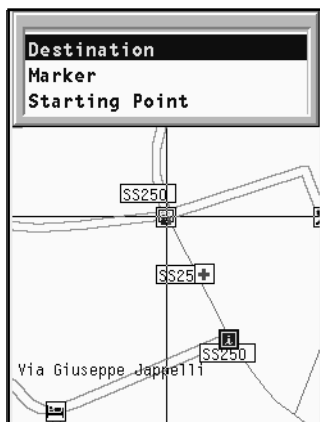 Destination
Marker
Starting Point
SS250
SS25
SS250
Via Giuseppe Jappelli